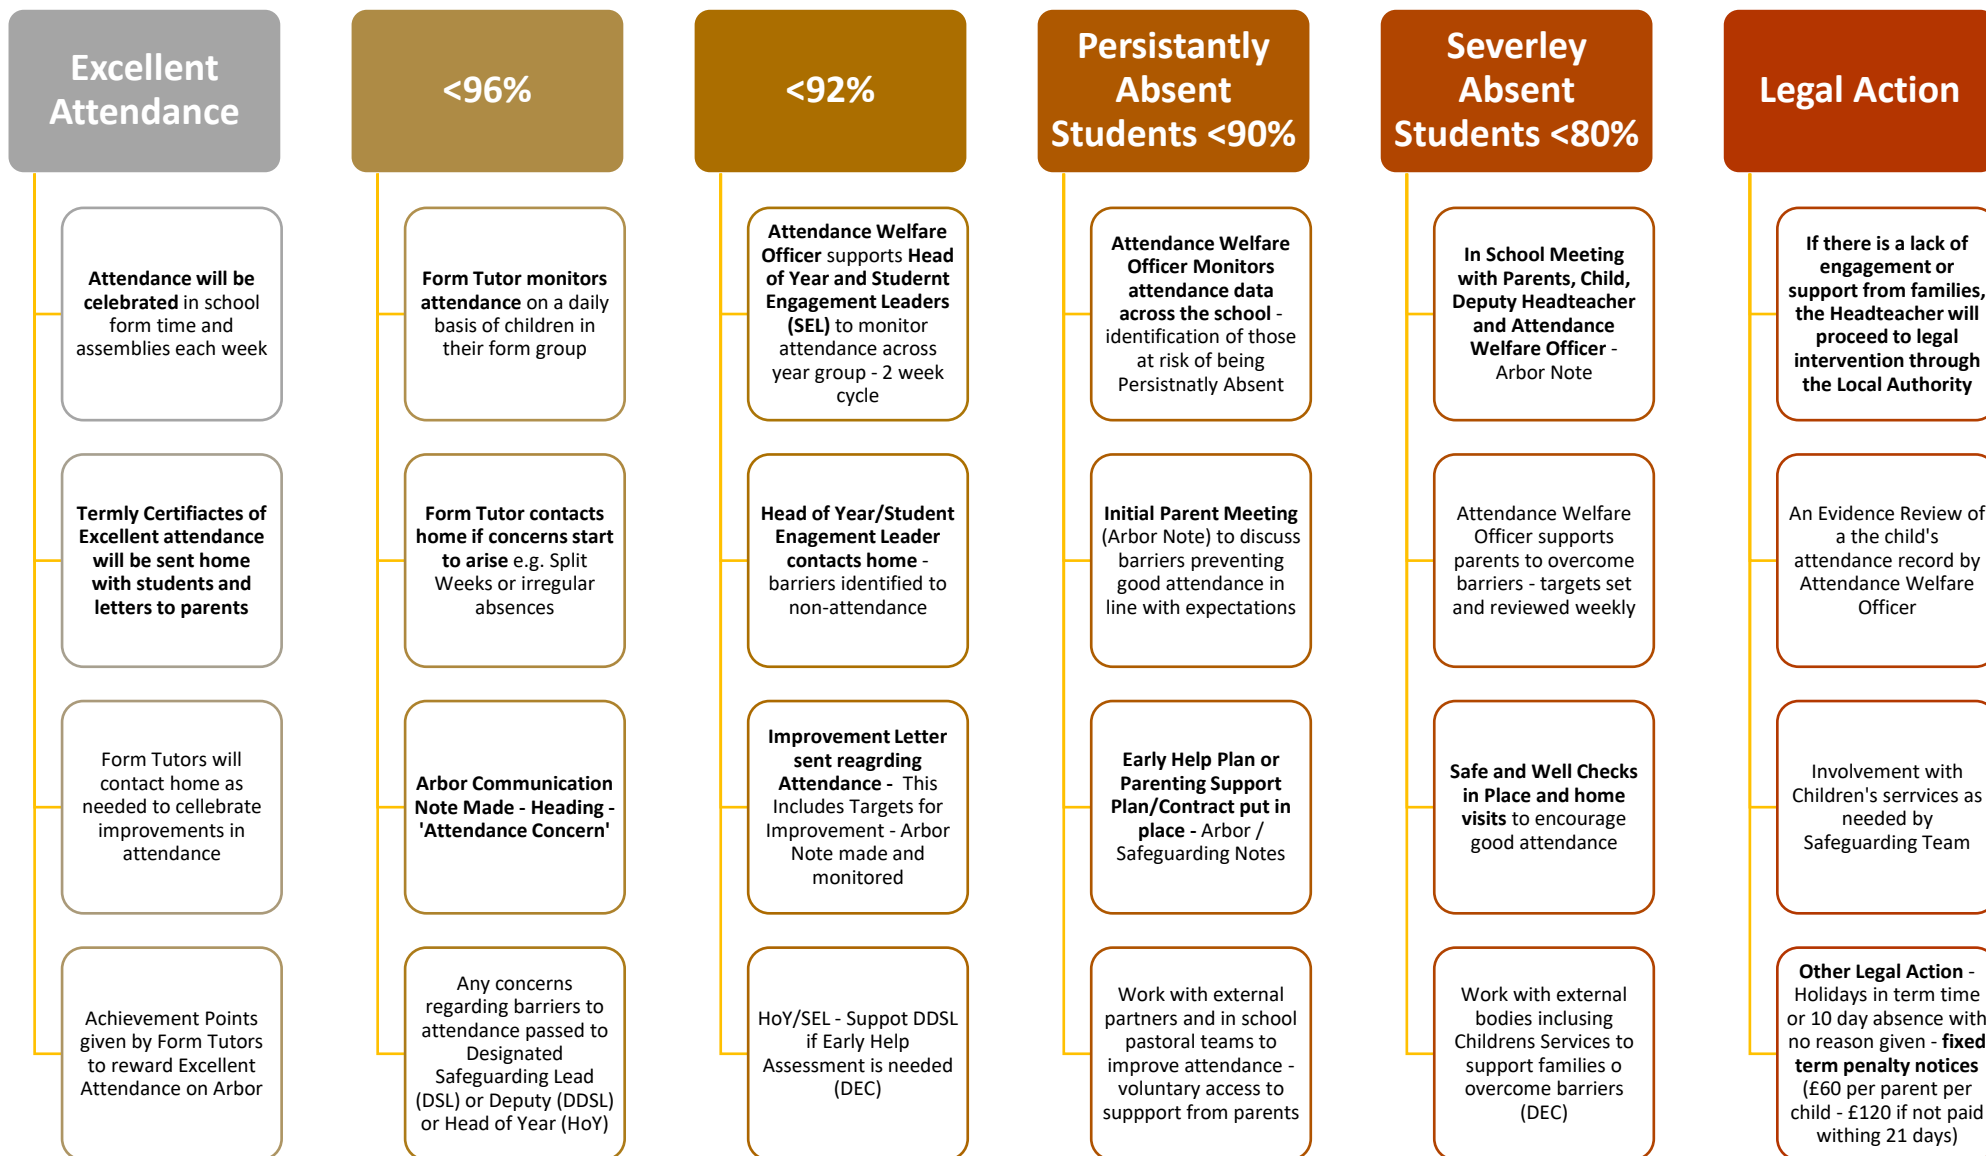 Excellent
Attendance
Attendance will be
celebrated in school
form time and
assemblies each week
Termly Certifiactes of
Excellent attendance
will be sent home
with students and
letters to parents
Form Tutors will
contact home as
needed to cellebrate
improvements in
attendance
Achievement Points
given by Form Tutors
to reward Excellent
Attendance on Arbor
<96%
Form Tutor monitors
attendance on a daily
basis of children in
their form group
Form Tutor contacts
home if concerns start
to arise e.g. Split
Weeks or irregular
absences
Arbor Communication
Note Made - Heading -
'Attendance Concern'
Any concerns
regarding barriers to
attendance passed to
Designated
Safeguarding Lead
(DSL) or Deputy (DDSL)
or Head of Year (HoY)
<92%
Attendance Welfare
Officer supports Head
of Year and Studernt
Engagement Leaders
(SEL) to monitor
attendance across
year group - 2 week
cycle
Head of Year/Student
Enagement Leader
contacts home -
barriers identified to
non-attendance
Improvement Letter
sent reagrding
Attendance - This
Includes Targets for
Improvement - Arbor
Note made and
monitored
HoY/SEL - Suppot DDSL
if Early Help
Assessment is needed
(DEC)
Persistantly
Absent
Students <90%
Attendance Welfare
Officer Monitors
attendance data
across the school -
identification of those
at risk of being
Persistnatly Absent
Initial Parent Meeting
(Arbor Note) to discuss
barriers preventing
good attendance in
line with expectations
Early Help Plan or
Parenting Support
Plan/Contract put in
place - Arbor /
Safeguarding Notes
Work with external
partners and in school
pastoral teams to
improve attendance -
voluntary access to
suppport from parents
Severley
Absent
Students <80%
In School Meeting
with Parents, Child,
Deputy Headteacher
and Attendance
Welfare Officer -
Arbor Note
Attendance Welfare
Officer supports
parents to overcome
barriers - targets set
and reviewed weekly
Safe and Well Checks
in Place and home
visits to encourage
good attendance
Work with external
bodies inclusing
Childrens Services to
support families o
overcome barriers
(DEC)
Legal Action
If there is a lack of
engagement or
support from families,
the Headteacher will
proceed to legal
intervention through
the Local Authority
An Evidence Review of
a the child's
attendance record by
Attendance Welfare
Officer
Involvement with
Children's serrvices as
needed by
Safeguarding Team
Other Legal Action -
Holidays in term time
or 10 day absence with
no reason given - fixed
term penalty notices
(£60 per parent per
child - £120 if not paid
withing 21 days)